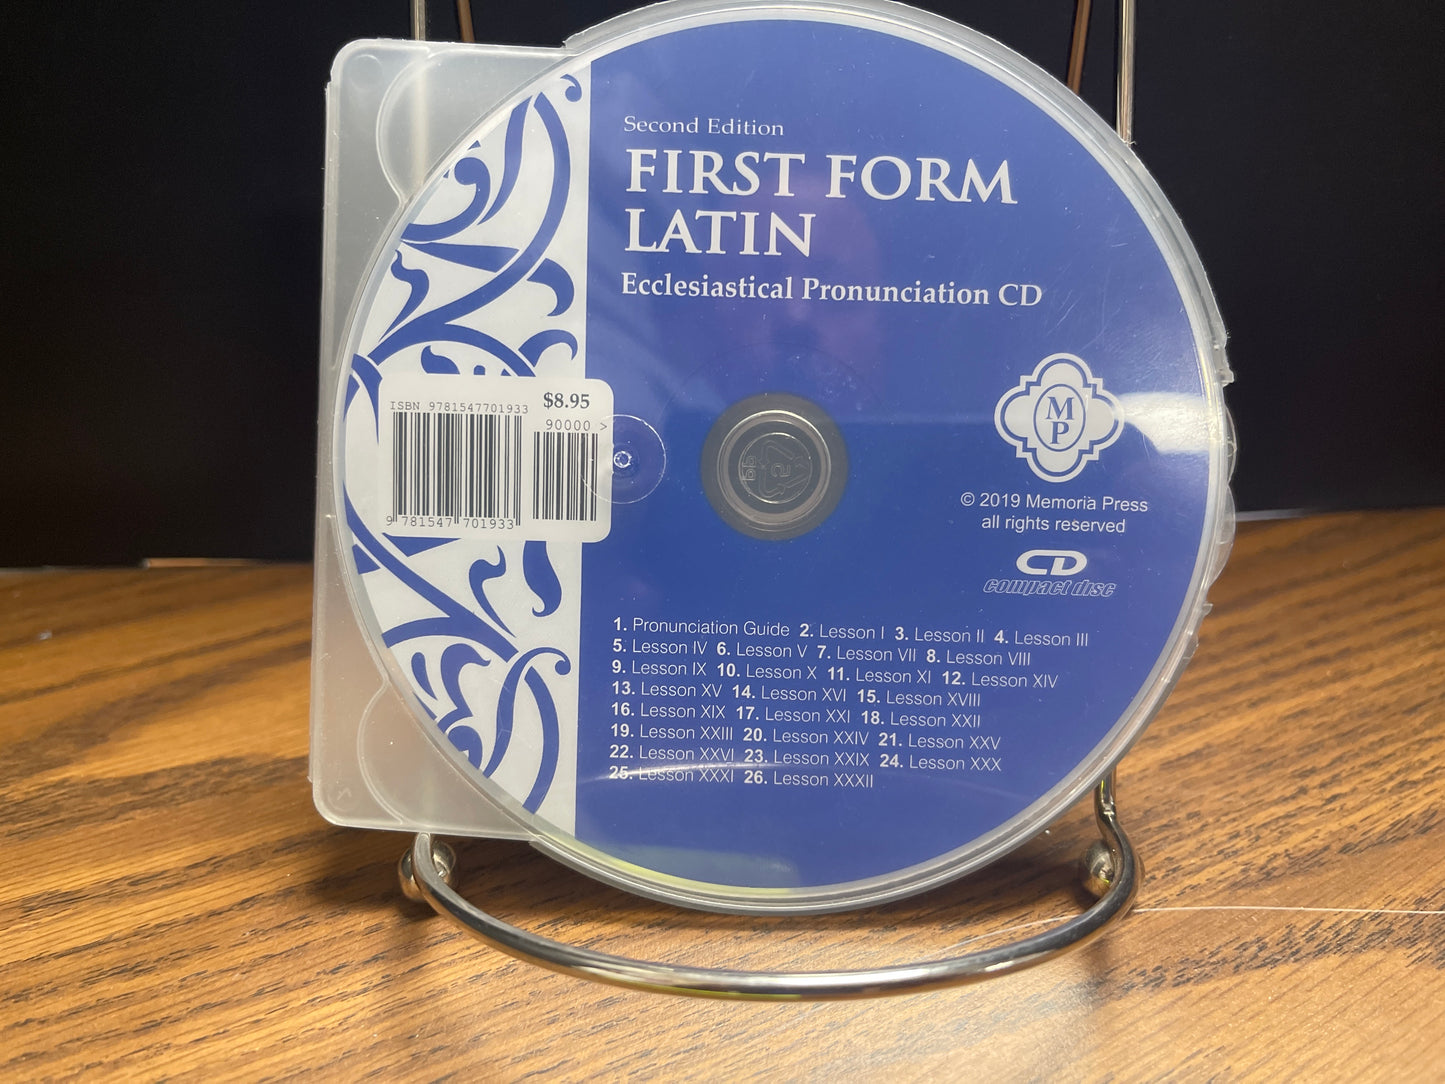 Second Edition
FIRST FORM
LATIN
Ecclesiastical Pronunciation CD
ISBN 9781547701933
$8.95
90000 >
9 781547 701933
M
P
© 2019 Memoria Press
all rights reserved
CD
compact disc
1. Pronunciation Guide 2. Lesson I 3. Lesson II 4. Lesson III
5. Lesson IV 6. Lesson V 7. Lesson VII 8. Lesson VIII
9. Lesson IX 10. Lesson X 11. Lesson XI 12. Lesson XIV
13. Lesson XV 14. Lesson XVI 15. Lesson XVIII
16. Lesson XIX 17. Lesson XXI 18. Lesson XXII
19. Lesson XXIII 20. Lesson XXIV 21. Lesson XXV
22. Lesson XXVI 23. Lesson XXIX 24. Lesson XXX
25. Lesson XXXI 26. Lesson XXXII